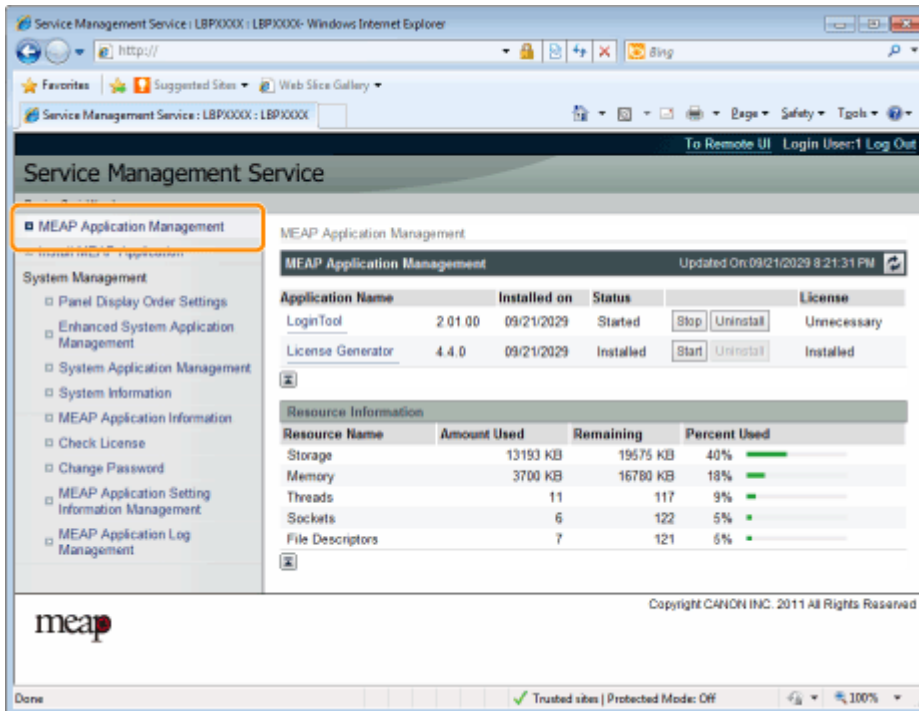 Service Management Service : LBPXXXX : LBPXXXX- Windows Internet Explorer
http://
Bing
Favorites Suggested Sites Web Slice Gallery
Service Management Service : LBPXXXX : LBPXXXX
Page Safety Tools
To Remote UI Login User:1 Log Out
Service Management Service
MEAP Application Management
Install MEAP Application
System Management
Panel Display Order Settings
Enhanced System Application
Management
System Application Management
System Information
MEAP Application Information
Check License
Change Password
MEAP Application Setting
Information Management
MEAP Application Log
Management
MEAP Application Management
MEAP Application Management Updated On:09/21/2029 8:21:31 PM
Application Name Installed on Status License
LoginTool 2.01.00 09/21/2029 Started Stop Uninstall Unnecessary
License Generator 4.4.0 09/21/2029 Installed Start Uninstall Installed
Resource Information
Resource Name Amount Used Remaining Percent Used
Storage 13193 KB 19575 KB 40%
Memory 3700 KB 16780 KB 18%
Threads 11 117 9%
Sockets 6 122 5%
File Descriptors 7 121 6%
meap
Copyright CANON INC. 2011 All Rights Reserved
Done Trusted sites | Protected Mode: Off 100%